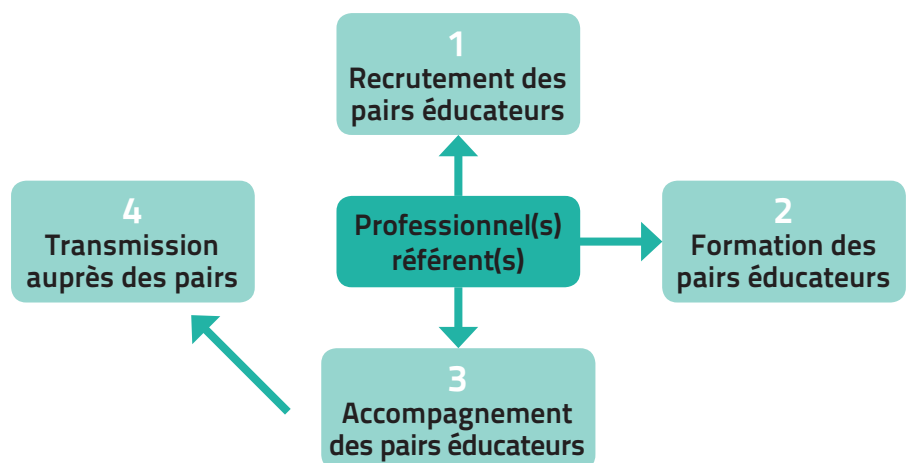 1
Recrutement des
pairs éducateurs
4
Transmission
auprès des pairs
Professionnel(s)
référent(s)
2
Formation des
pairs éducateurs
3
Accompagnement
des pairs éducateurs